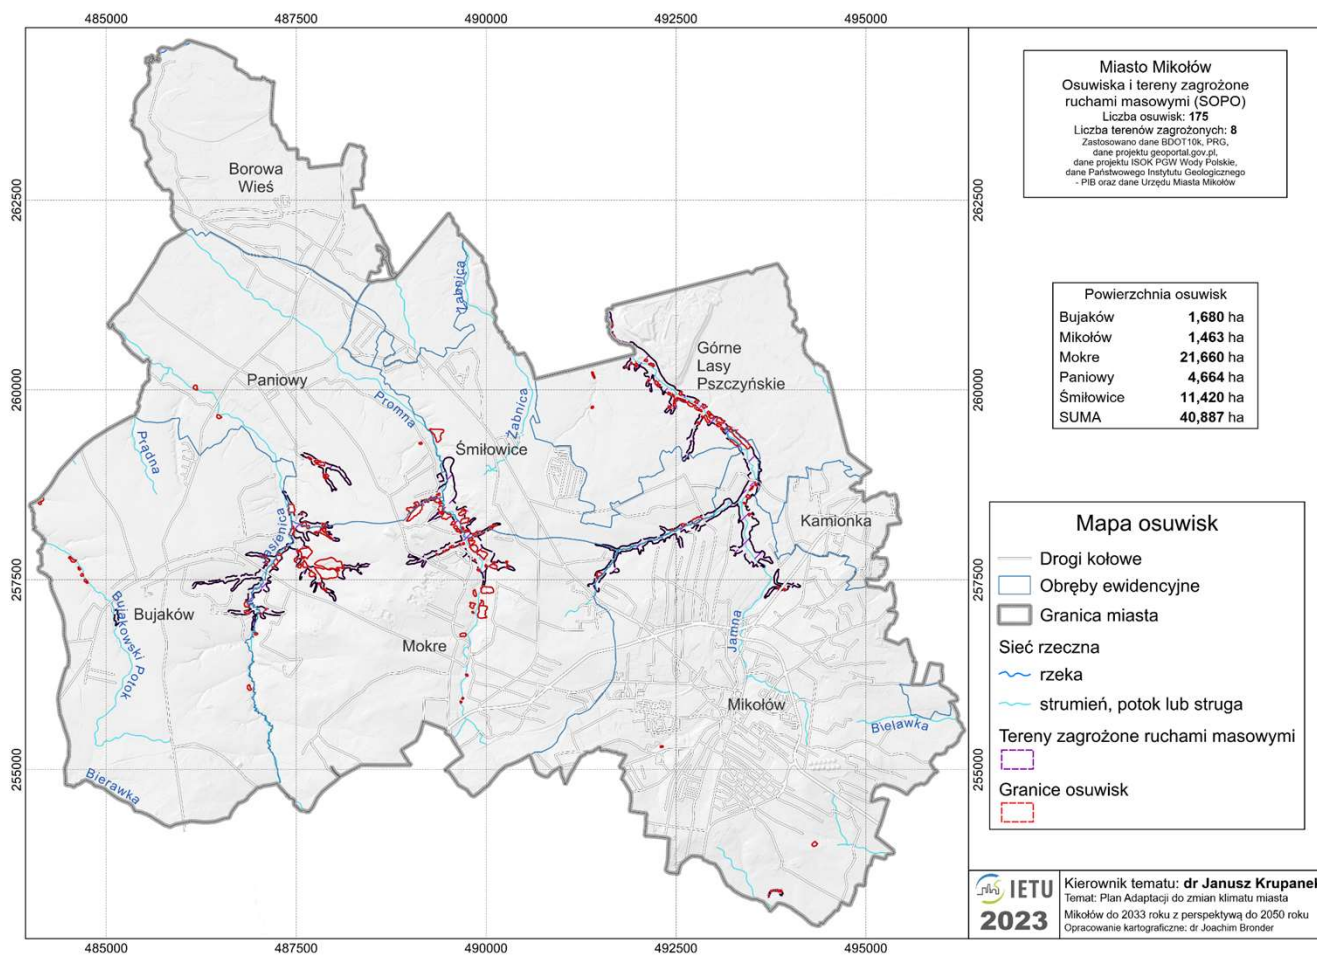 485000 487500 490000 492500 495000
262500
260000
257500
255000
262500
260000
257500
255000
Borowa
Wieś
Jabnica
Górne
Lasy
Pszczyńskie
Paniowy
Promna
Żabnica
Śmiłowice
Prądna
Jasienica
Kamionka
Bujaków
Bujakowski Potok
Mokre
Jamna
Mikołów
Bielawka
Bierawka
485000 487500 490000 492500 495000
Miasto Mikołów
Osuwiska i tereny zagrożone
ruchami masowymi (SOPO)
Liczba osuwisk: 175
Liczba terenów zagrożonych: 8
Zastosowano dane BDOT10k, PRG,
dane projektu geoportal.gov.pl,
dane projektu ISOK PGW Wody Polskie,
dane Państwowego Instytutu Geologicznego
- PIB oraz dane Urzędu Miasta Mikołów
Powierzchnia osuwisk
Bujaków 1,680 ha
Mikołów 1,463 ha
Mokre 21,660 ha
Paniowy 4,664 ha
Śmiłowice 11,420 ha
SUMA 40,887 ha
Mapa osuwisk
Drogi kołowe
Obręby ewidencyjne
Granica miasta
Sieć rzeczna
rzeka
strumień, potok lub struga
Tereny zagrożone ruchami masowymi
Granice osuwisk
IETU
2023
Kierownik tematu: dr Janusz Krupanek
Temat: Plan Adaptacji do zmian klimatu miasta
Mikołów do 2033 roku z perspektywą do 2050 roku
Opracowanie kartograficzne: dr Joachim Bronder